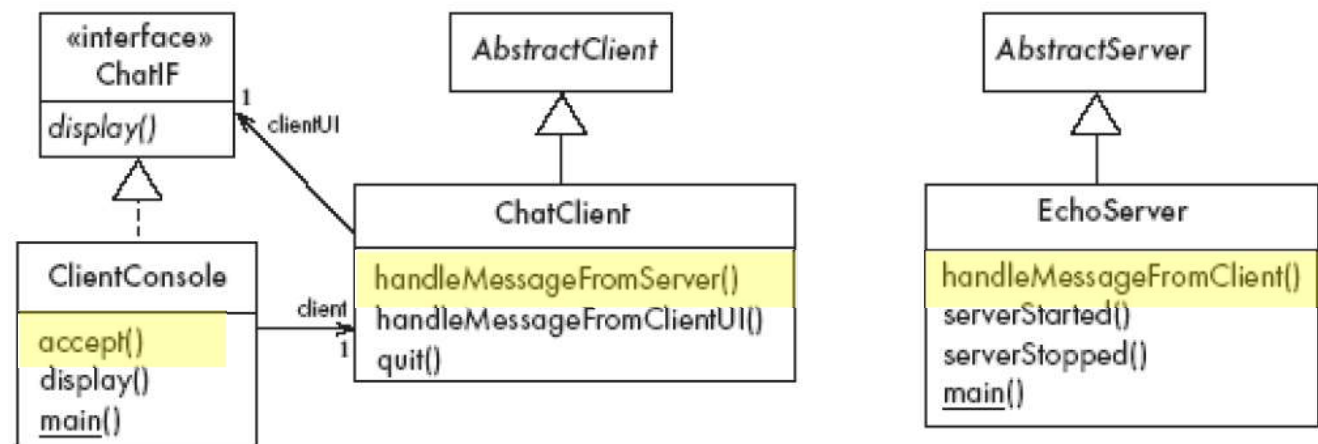 «interface»
ChatIF
display()
1
clientUI
ClientConsole
accept()
display()
main()
client
1
AbstractClient
ChatClient
handleMessageFromServer()
handleMessageFromClientUI()
quit()
AbstractServer
EchoServer
handleMessageFromClient()
serverStarted()
serverStopped()
main()